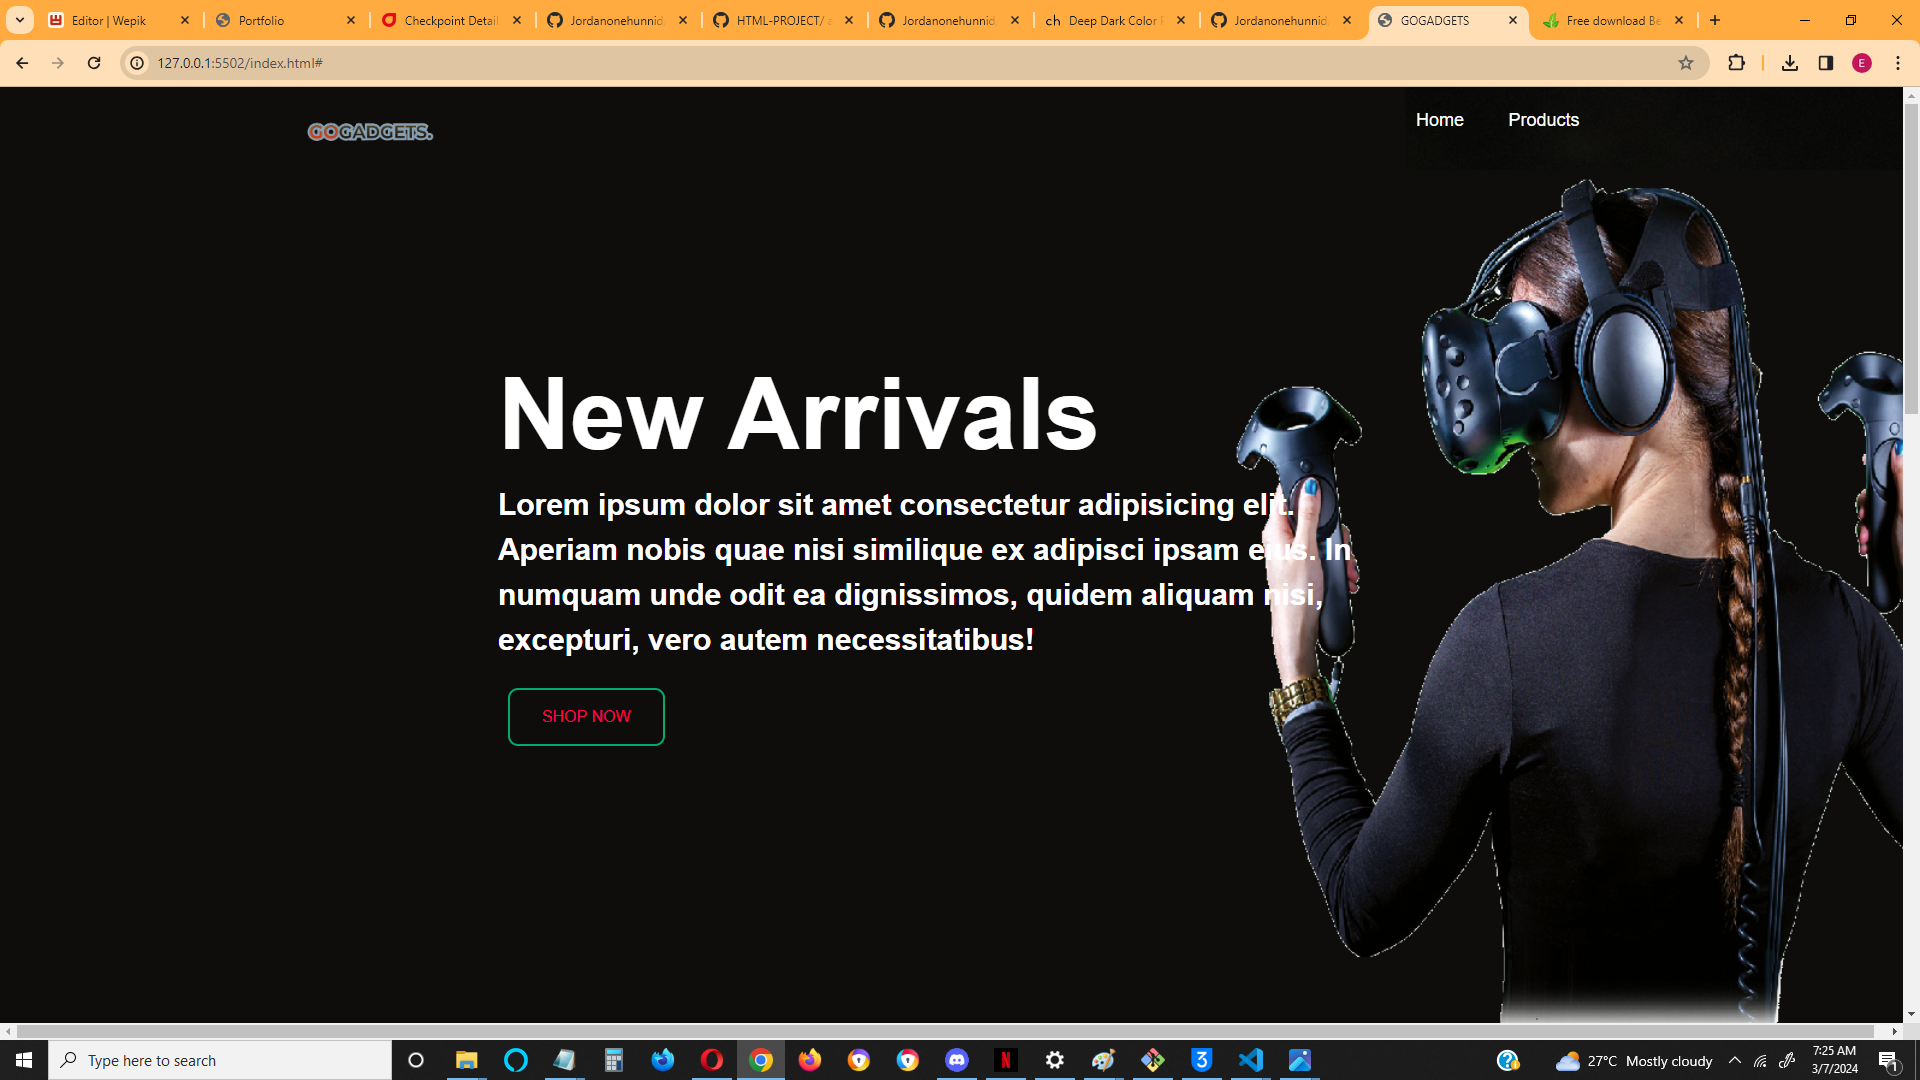 Editor | Wepik
Portfolio
Checkpoint Detail
Jordanonehunnid
HTML-PROJECT/ a
Jordanonehunnid,
Deep Dark Color
Jordanonehunnid,
GOGADGETS
Free download Be
127.0.0.1:5502/index.html#
E
GOGADGETS.
Home
Products
New Arrivals
Lorem ipsum dolor sit amet consectetur adipisicing elit.
Aperiam nobis quae nisi similique ex adipisci ipsam eius. In
numquam unde odit ea dignissimos, quidem aliquam nisi,
excepturi, vero autem necessitatibus!
SHOP NOW
Type here to search
27°C Mostly cloudy
7:25 AM
3/7/2024
1